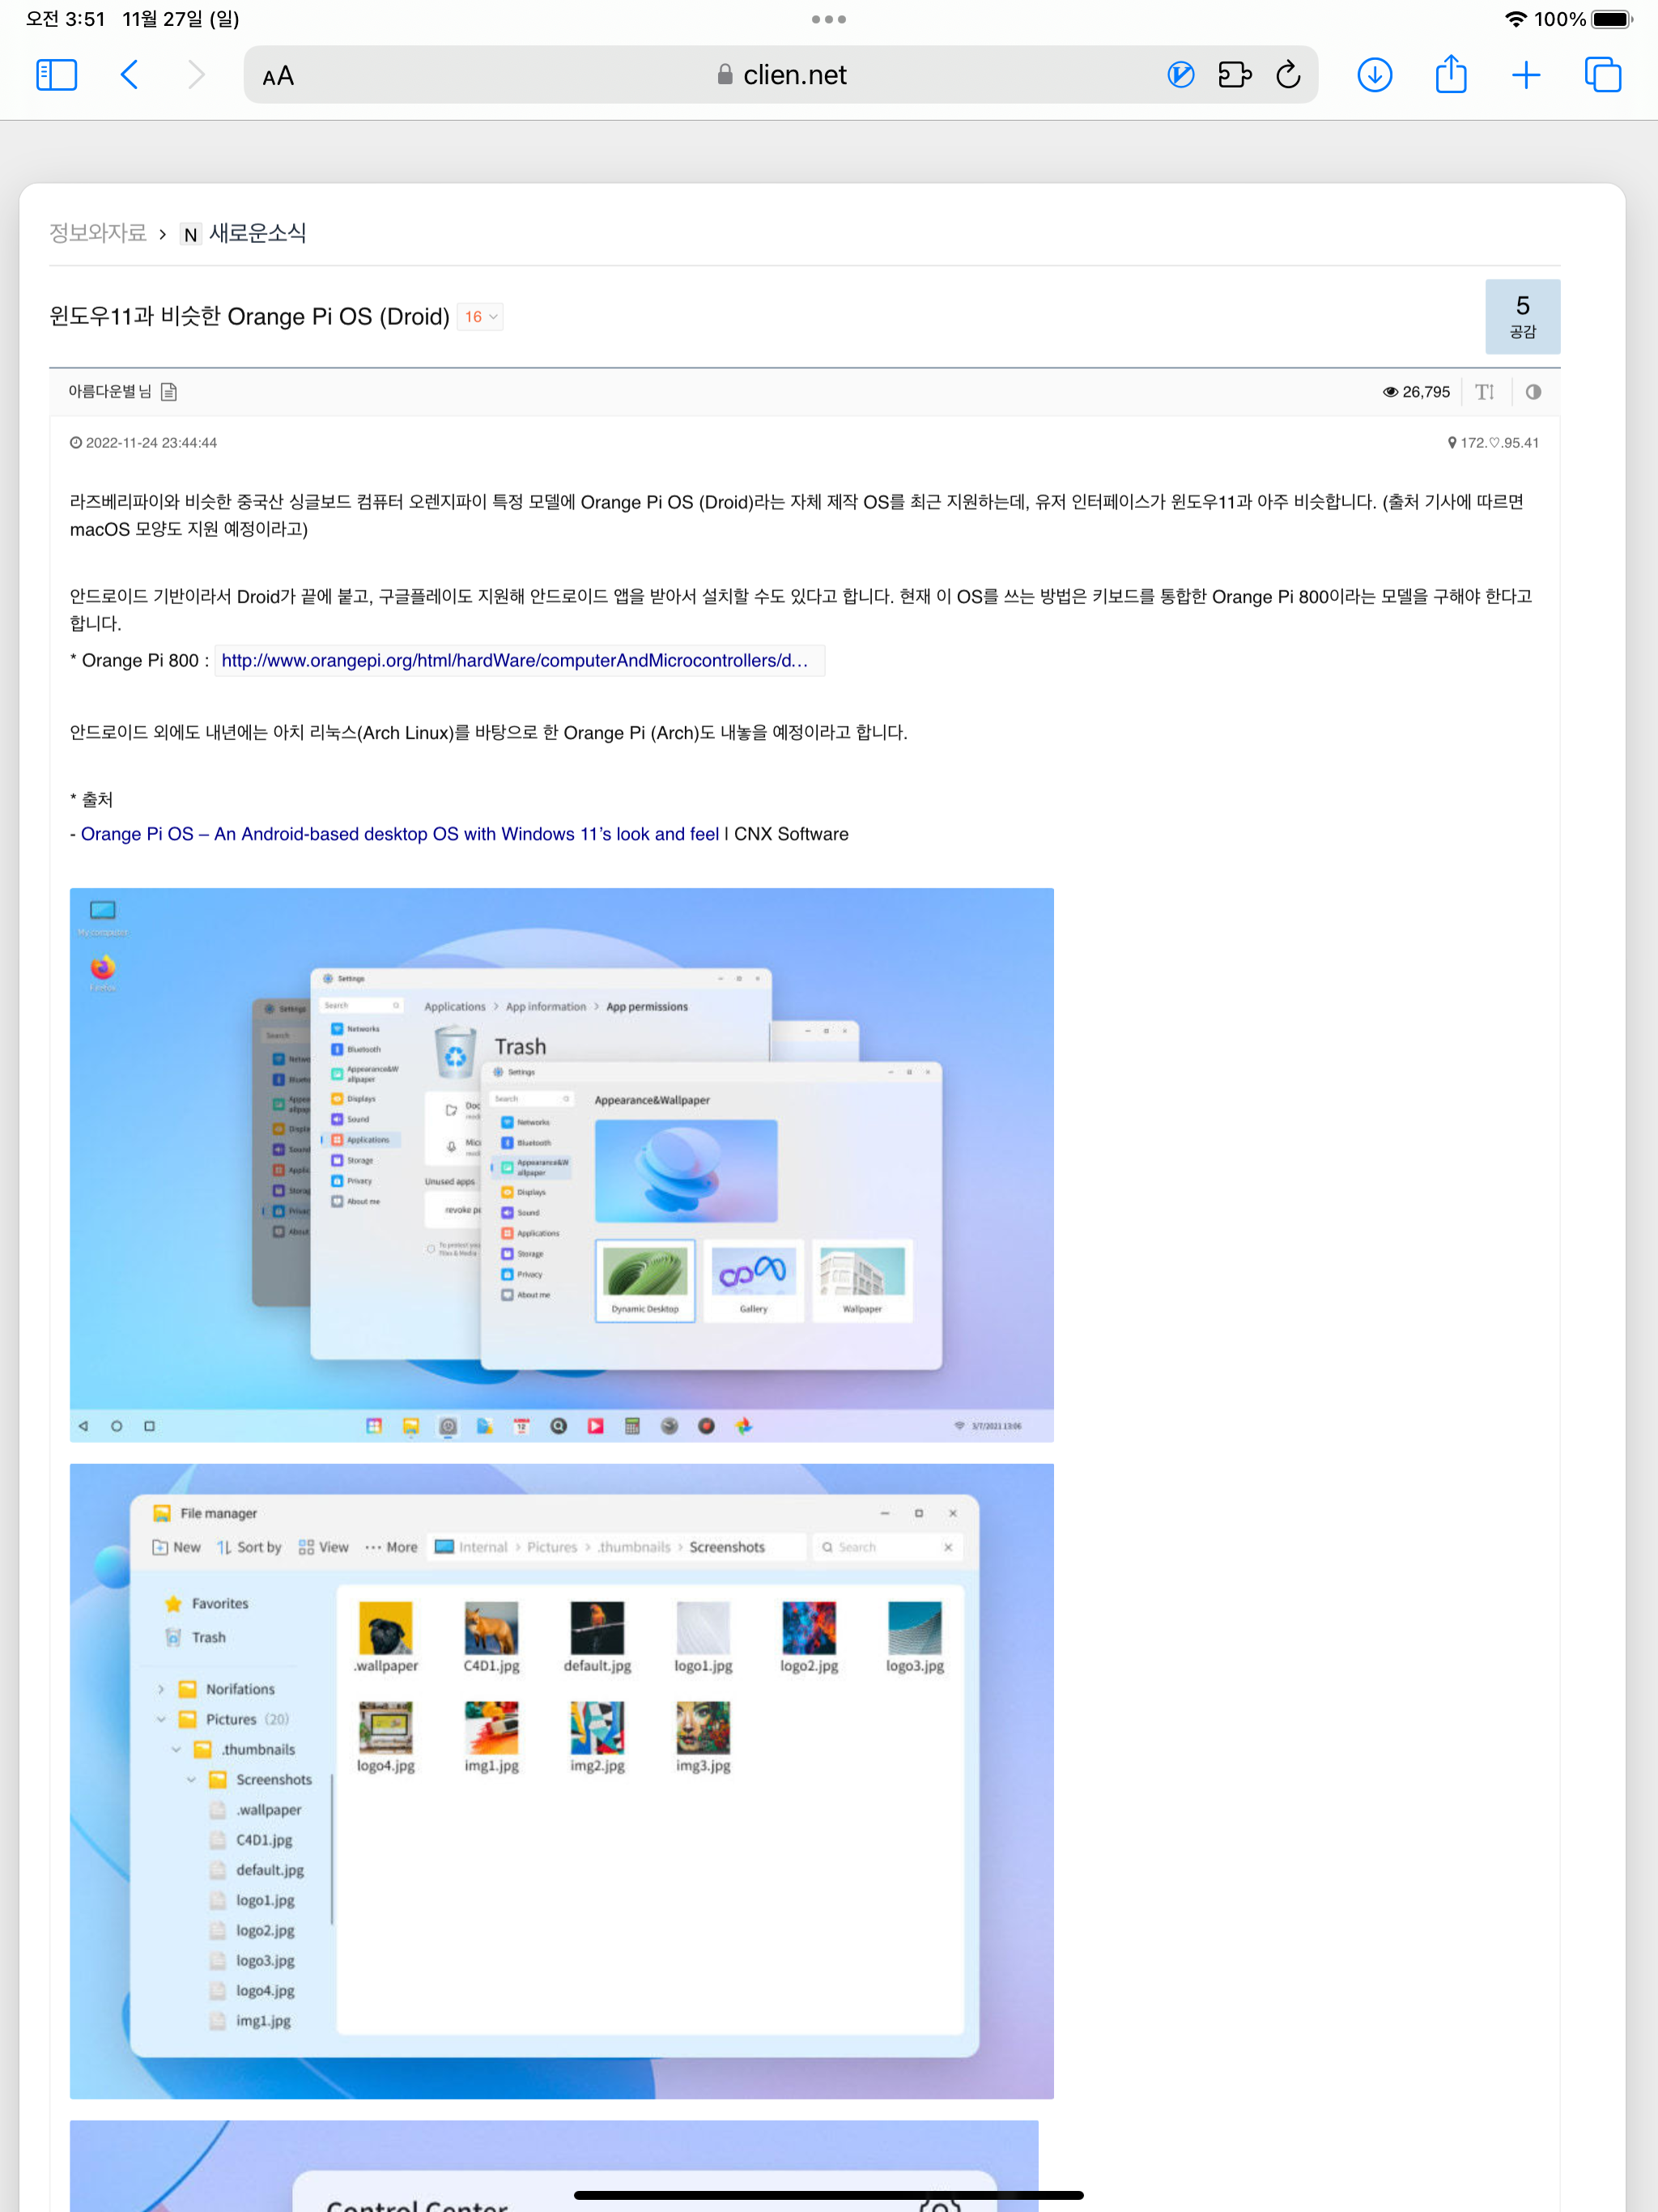 오전 3:51 11월 27일 (일)
100%
AA
clien.net
정보와자료 > N 새로운소식
윈도우11과 비슷한 Orange Pi OS (Droid) 16
5
공감
아름다운별 님
26,795
2022-11-24 23:44:44
172.♡.95.41
라즈베리파이와 비슷한 중국산 싱글보드 컴퓨터 오렌지파이 특정 모델에 Orange Pi OS (Droid)라는 자체 제작 OS를 최근 지원하는데, 유저 인터페이스가 윈도우11과 아주 비슷합니다. (출처 기사에 따르면
macOS 모양도 지원 예정이라고)
안드로이드 기반이라서 Droid가 끝에 붙고, 구글플레이도 지원해 안드로이드 앱을 받아서 설치할 수도 있다고 합니다. 현재 이 OS를 쓰는 방법은 키보드를 통합한 Orange Pi 800이라는 모델을 구해야 한다고
합니다.
* Orange Pi 800 : http://www.orangepi.org/html/hardWare/computerAndMicrocontrollers/d...
안드로이드 외에도 내년에는 아치 리눅스(Arch Linux)를 바탕으로 한 Orange Pi (Arch)도 내놓을 예정이라고 합니다.
* 출처
- Orange Pi OS – An Android-based desktop OS with Windows 11's look and feel | CNX Software
My computer
Firefox
Settings
Search
Networks
Bluetooth
Appearance&W
allpaper
Displays
Sound
Applications
Storage
Privacy
About me
Applications > App information > App permissions
Trash
Unused apps
Settings
Search
Networks
Bluetooth
Appearance&W
allpaper
Displays
Sound
Applications
Storage
Privacy
About me
Appearance&Wallpaper
Dynamic Desktop
Gallery
Wallpaper
12
3/7/2021 13:06
File manager
New Sort by View More
Internal > Pictures > .thumbnails > Screenshots
Search
Favorites
Trash
Norifations
Pictures (20)
.thumbnails
Screenshots
.wallpaper
C4D1.jpg
default.jpg
logo1.jpg
logo2.jpg
logo3.jpg
logo4.jpg
img1.jpg
.wallpaper C4D1.jpg default.jpg logo1.jpg logo2.jpg logo3.jpg
logo4.jpg img1.jpg img2.jpg img3.jpg
Control Center